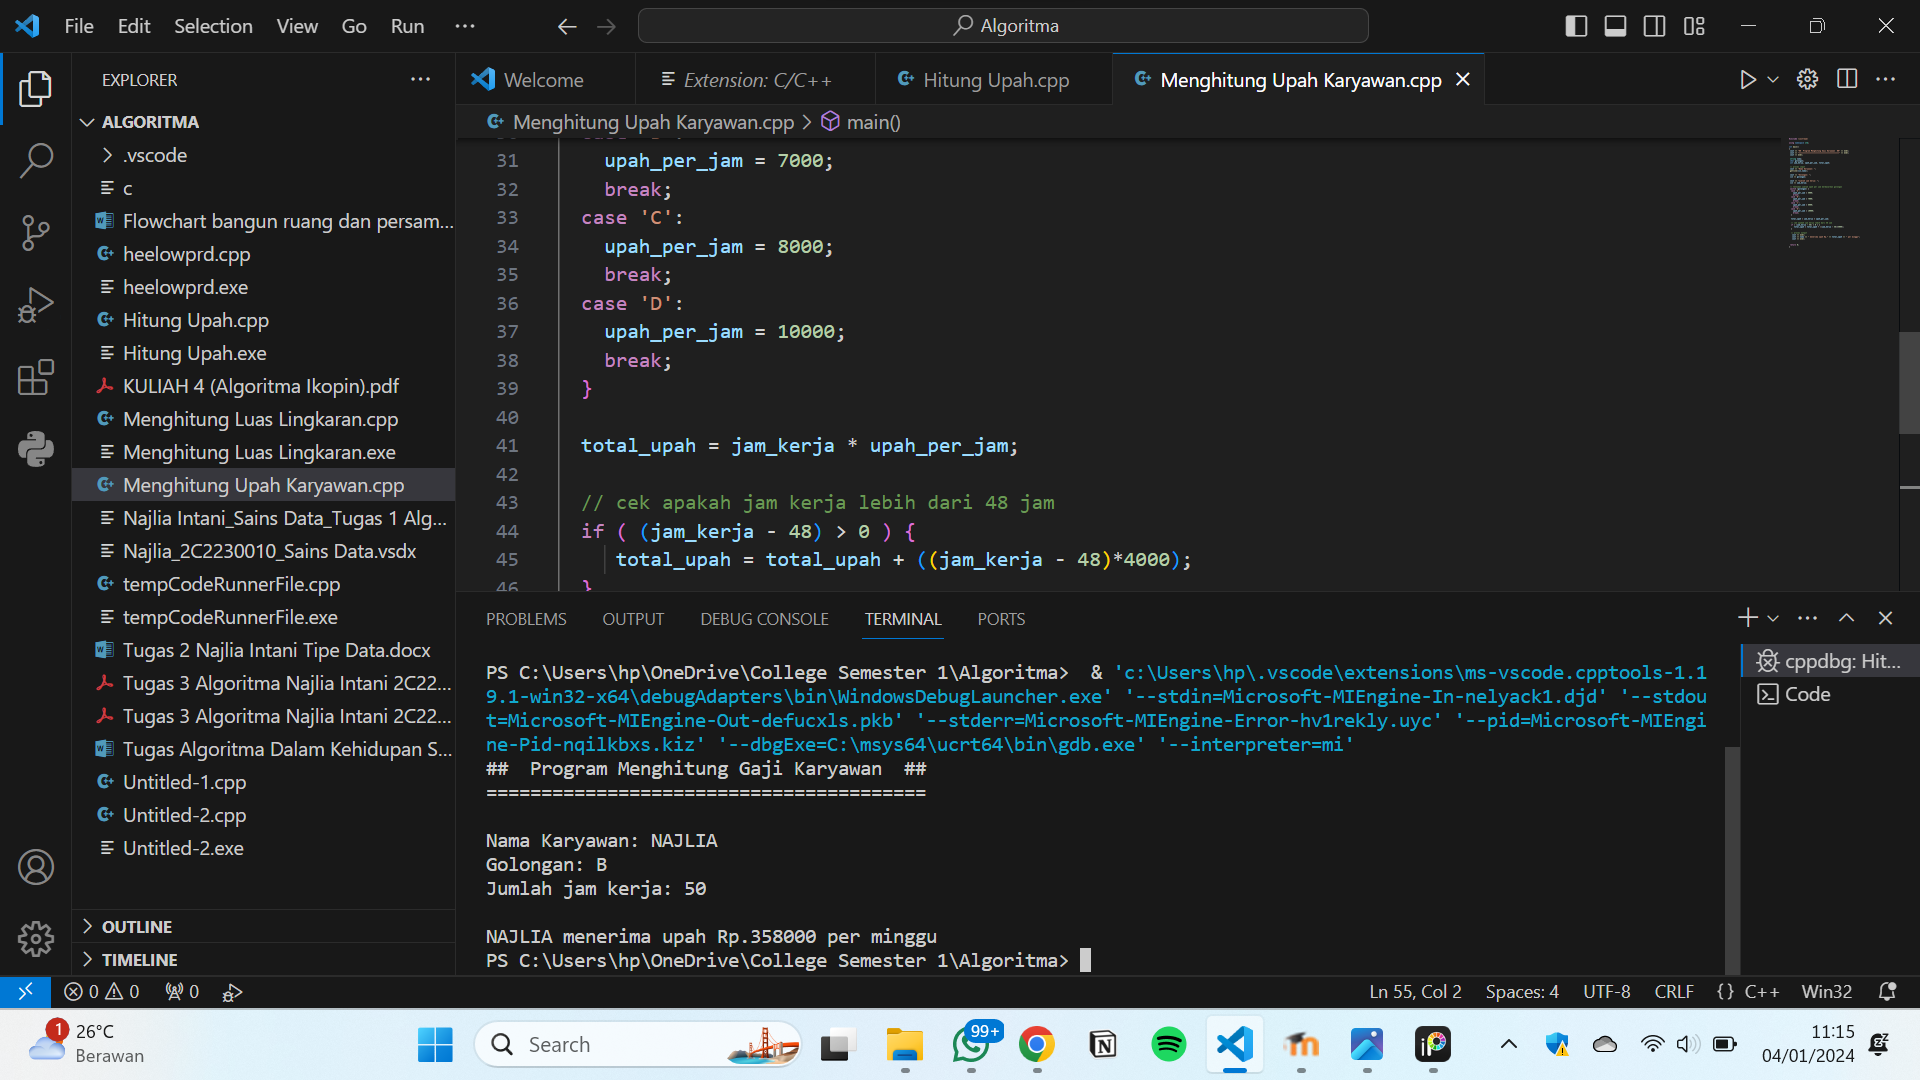 File Edit Selection View Go Run ···
Algoritma
EXPLORER
ALGORITMA
.vscode
c
Flowchart bangun ruang dan persam...
heelowprd.cpp
heelowprd.exe
Hitung Upah.cpp
Hitung Upah.exe
KULIAH 4 (Algoritma Ikopin).pdf
Menghitung Luas Lingkaran.cpp
Menghitung Luas Lingkaran.exe
Menghitung Upah Karyawan.cpp
Najlia Intani_Sains Data_Tugas 1 Alg...
Najlia_2C2230010_Sains Data.vsdx
tempCodeRunnerFile.cpp
tempCodeRunnerFile.exe
Tugas 2 Najlia Intani Tipe Data.docx
Tugas 3 Algoritma Najlia Intani 2C22...
Tugas 3 Algoritma Najlia Intani 2C22...
Tugas Algoritma Dalam Kehidupan S...
Untitled-1.cpp
Untitled-2.cpp
Untitled-2.exe
OUTLINE
TIMELINE
Welcome
Extension: C/C++
Hitung Upah.cpp
Menghitung Upah Karyawan.cpp
Menghitung Upah Karyawan.cpp > main()
31 upah_per_jam = 7000;
32 break;
33 case 'C':
34 upah_per_jam = 8000;
35 break;
36 case 'D':
37 upah_per_jam = 10000;
38 break;
39 }
40
41 total_upah = jam_kerja * upah_per_jam;
42
43 // cek apakah jam kerja lebih dari 48 jam
44 if ( (jam_kerja - 48) > 0 ) {
45 total_upah = total_upah + ((jam_kerja - 48)*4000);
46 }
PROBLEMS OUTPUT DEBUG CONSOLE TERMINAL PORTS
PS C:\Users\hp\OneDrive\College Semester 1\Algoritma>  & 'c:\Users\hp\.vscode\extensions\ms-vscode.cpptools-1.1
9.1-win32-x64\debugAdapters\bin\WindowsDebugLauncher.exe' '--stdin=Microsoft-MIEngine-In-nelyack1.djd' '--stdou
t=Microsoft-MIEngine-Out-defucxls.pkb' '--stderr=Microsoft-MIEngine-Error-hv1rekly.uyc' '--pid=Microsoft-MIEngi
ne-Pid-nqilkbxs.kiz' '--dbgExe=C:\msys64\ucrt64\bin\gdb.exe' '--interpreter=mi'
##  Program Menghitung Gaji Karyawan  ##
========================================
Nama Karyawan: NAJLIA
Golongan: B
Jumlah jam kerja: 50
NAJLIA menerima upah Rp.358000 per minggu
PS C:\Users\hp\OneDrive\College Semester 1\Algoritma>
cppdbg: Hit...
Code
0 0 0
Ln 55, Col 2 Spaces: 4 UTF-8 CRLF {} C++ Win32
1
26°C
Berawan
Search
99+
11:15
04/01/2024